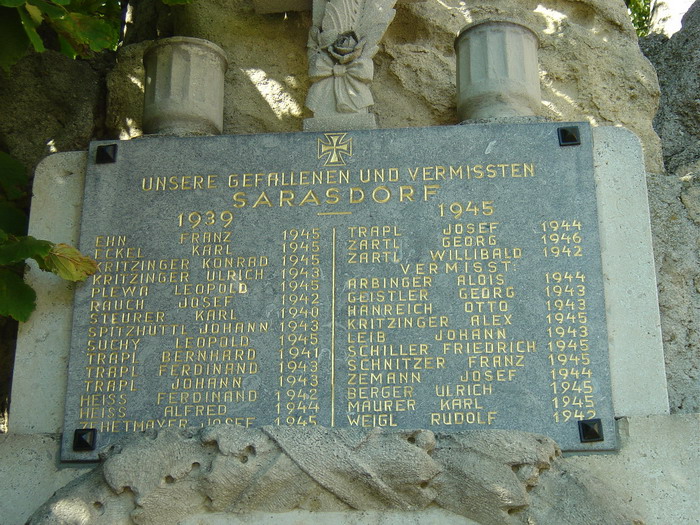 UNSERE GEFALLENEN UND VERMISSTEN
SARASDORF
1939 — 1945
EHN FRANZ 1945
ECKEL KARL 1945
KRITZINGER KONRAD 1945
KRITZINGER ULRICH 1943
PLEWA LEOPOLD 1945
RAUCH JOSEF 1942
STEURER KARL 1940
SPITZHÜTTL JOHANN 1943
SUCHY LEOPOLD 1945
TRAPL BERNHARD 1941
TRAPL FERDINAND 1943
TRAPL JOHANN 1943
HEISS FERDINAND 1942
HEISS ALFRED 1944
ZEHETMAYER JOSEF 1945
TRAPL JOSEF 1944
ZARTL GEORG 1946
ZARTL WILLIBALD 1942
VERMISST:
ARBINGER ALOIS 1944
GEISTLER GEORG 1943
HANREICH OTTO 1943
KRITZINGER ALEX 1945
LEIB JOHANN 1943
SCHILLER FRIEDRICH 1945
SCHNITZER FRANZ 1945
ZEMANN JOSEF 1944
BERGER ULRICH 1945
MAURER KARL 1945
WEIGL RUDOLF 1942